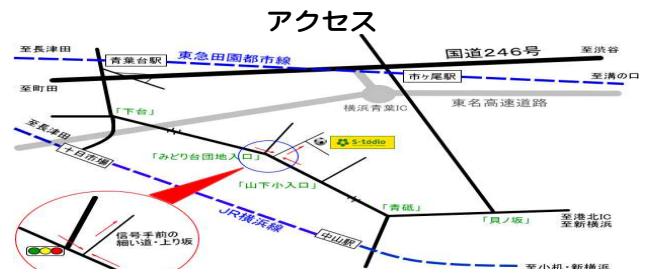 アクセス
至長津田
青葉台駅
東急田園都市線
国道246号
至渋谷
至町田
市ヶ尾駅
至溝の口
横浜青葉IC
東名高速道路
「下台」
至長津田
十日市場
「みどり台団地入口」
S-todio
「山下小入口」
JR横浜線
「青砥」
「貝ノ坂」
至港北IC
至新横浜
信号手前の
細い道・上り坂
中山駅
至小机・新横浜